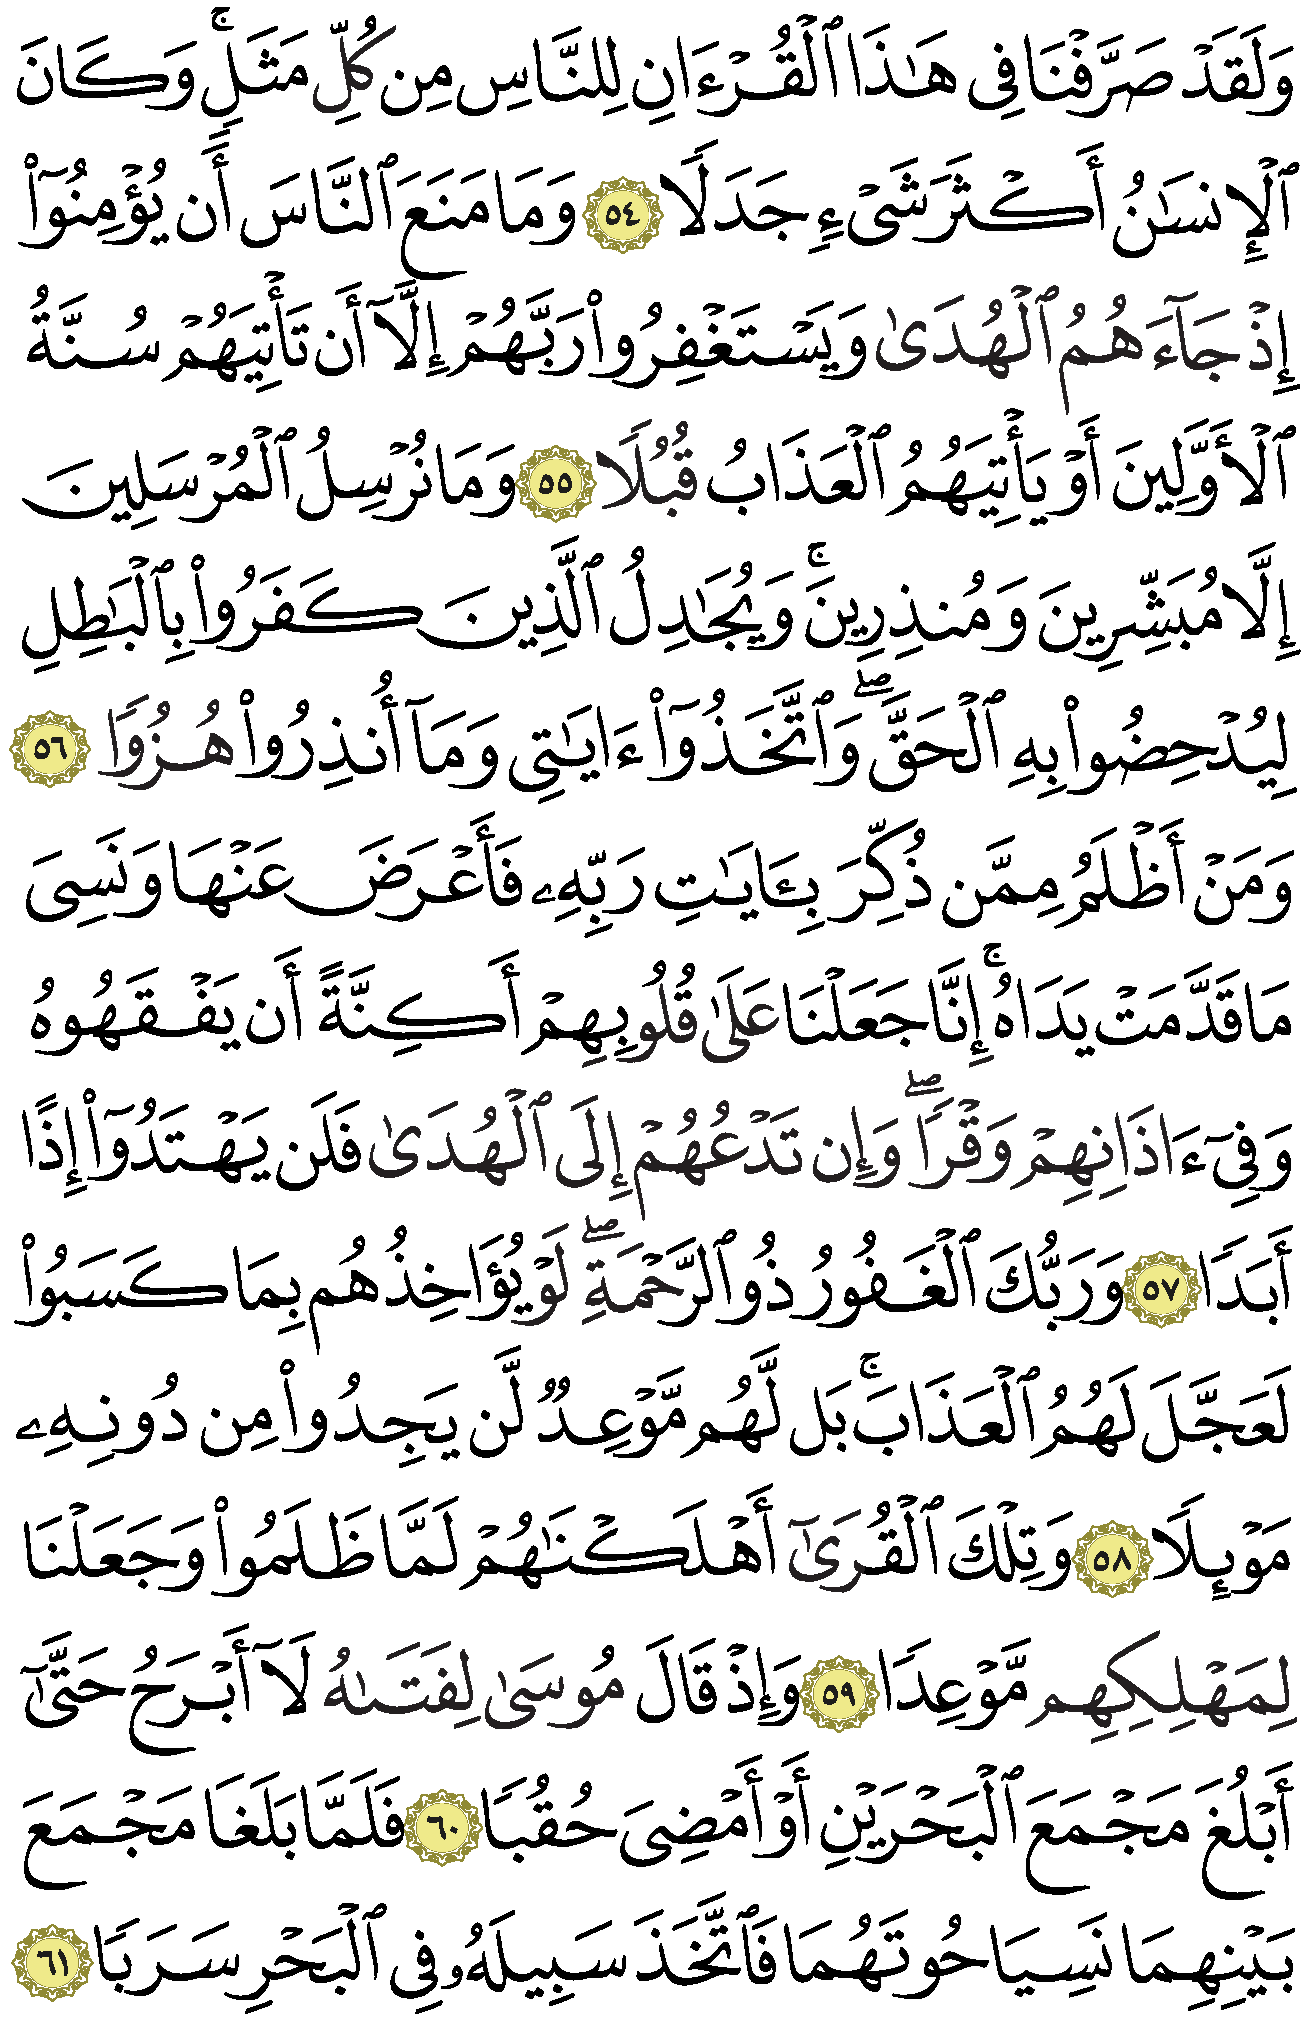 وَلَقَدۡ صَرَّفۡنَا فِي هَٰذَا ٱلۡقُرۡءَانِ لِلنَّاسِ مِن كُلِّ مَثَلٖۚ وَكَانَ
ٱلۡإِنسَٰنُ أَكۡثَرَ شَيۡءٖ جَدَلٗا ٥٤ وَمَا مَنَعَ ٱلنَّاسَ أَن يُؤۡمِنُوٓاْ
إِذۡ جَآءَهُمُ ٱلۡهُدَىٰ وَيَسۡتَغۡفِرُواْ رَبَّهُمۡ إِلَّآ أَن تَأۡتِيَهُمۡ سُنَّةُ
ٱلۡأَوَّلِينَ أَوۡ يَأۡتِيَهُمُ ٱلۡعَذَابُ قُبُلٗا ٥٥ وَمَا نُرۡسِلُ ٱلۡمُرۡسَلِينَ
إِلَّا مُبَشِّرِينَ وَمُنذِرِينَۚ وَيُجَٰدِلُ ٱلَّذِينَ كَفَرُواْ بِٱلۡبَٰطِلِ
لِيُدۡحِضُواْ بِهِ ٱلۡحَقَّۖ وَٱتَّخَذُوٓاْ ءَايَٰتِي وَمَآ أُنذِرُواْ هُزُوٗا ٥٦
وَمَنۡ أَظۡلَمُ مِمَّن ذُكِّرَ بِـَٔايَٰتِ رَبِّهِۦ فَأَعۡرَضَ عَنۡهَا وَنَسِيَ
مَا قَدَّمَتۡ يَدَاهُۚ إِنَّا جَعَلۡنَا عَلَىٰ قُلُوبِهِمۡ أَكِنَّةً أَن يَفۡقَهُوهُ
وَفِيٓ ءَاذَانِهِمۡ وَقۡرٗاۖ وَإِن تَدۡعُهُمۡ إِلَى ٱلۡهُدَىٰ فَلَن يَهۡتَدُوٓاْ إِذًا
أَبَدٗا ٥٧ وَرَبُّكَ ٱلۡغَفُورُ ذُو ٱلرَّحۡمَةِۖ لَوۡ يُؤَاخِذُهُم بِمَا كَسَبُواْ
لَعَجَّلَ لَهُمُ ٱلۡعَذَابَۚ بَل لَّهُم مَّوۡعِدٞ لَّن يَجِدُواْ مِن دُونِهِۦ
مَوۡئِلٗا ٥٨ وَتِلۡكَ ٱلۡقُرَىٰٓ أَهۡلَكۡنَٰهُمۡ لَمَّا ظَلَمُواْ وَجَعَلۡنَا
لِمَهۡلِكِهِم مَّوۡعِدٗا ٥٩ وَإِذۡ قَالَ مُوسَىٰ لِفَتَىٰهُ لَآ أَبۡرَحُ حَتَّىٰٓ
أَبۡلُغَ مَجۡمَعَ ٱلۡبَحۡرَيۡنِ أَوۡ أَمۡضِيَ حُقُبٗا ٦٠ فَلَمَّا بَلَغَا مَجۡمَعَ
بَيۡنِهِمَا نَسِيَا حُوتَهُمَا فَٱتَّخَذَ سَبِيلَهُۥ فِي ٱلۡبَحۡرِ سَرَبٗا ٦١